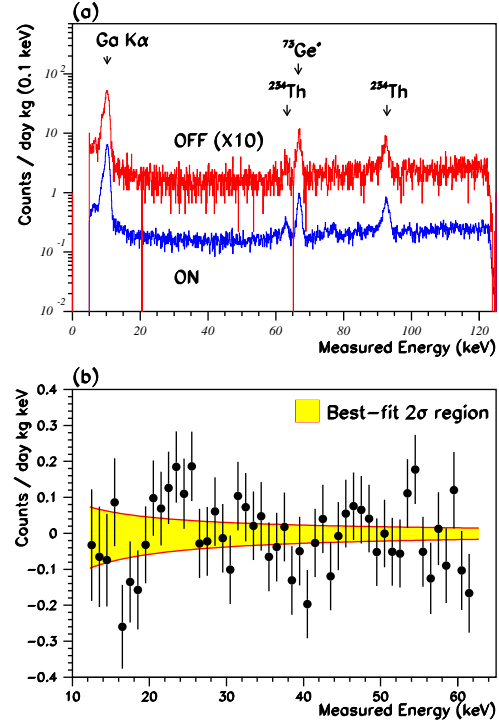 (a)
Ga Kα
⁷³Ge*
²³⁴Th
²³⁴Th
OFF (X10)
ON
Counts / day kg (0.1 keV)
10²
10
1
10⁻¹
10⁻²
0 20 40 60 80 100 120
Measured Energy (keV)
(b)
Best-fit 2σ region
Counts / day kg keV
0.4
0.3
0.2
0.1
0
-0.1
-0.2
-0.3
-0.4
10 20 30 40 50 60
Measured Energy (keV)